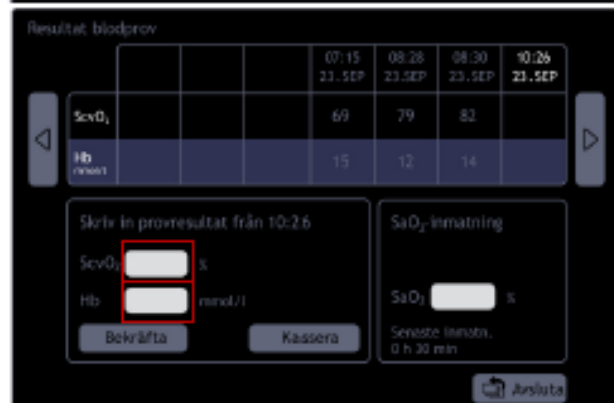 Resultat blodprov
07:15 08:28 08:30 10:26
23.SEP 23.SEP 23.SEP 23.SEP
ScvO₂ 69 79 82
Hb 15 12 14
mmol/l
Skriv in provresultat från 10:26
ScvO₂ %
Hb mmol/l
Bekräfta Kassera
SaO₂-inmatning
SaO₂ %
Senaste inmatn.
0 h 30 min
Avsluta